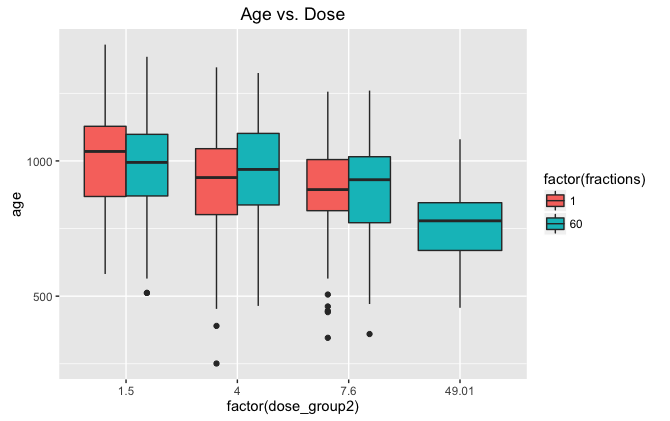 Age vs. Dose
1000
500
age
1.5 4 7.6 49.01
factor(dose_group2)
factor(fractions)
1
60